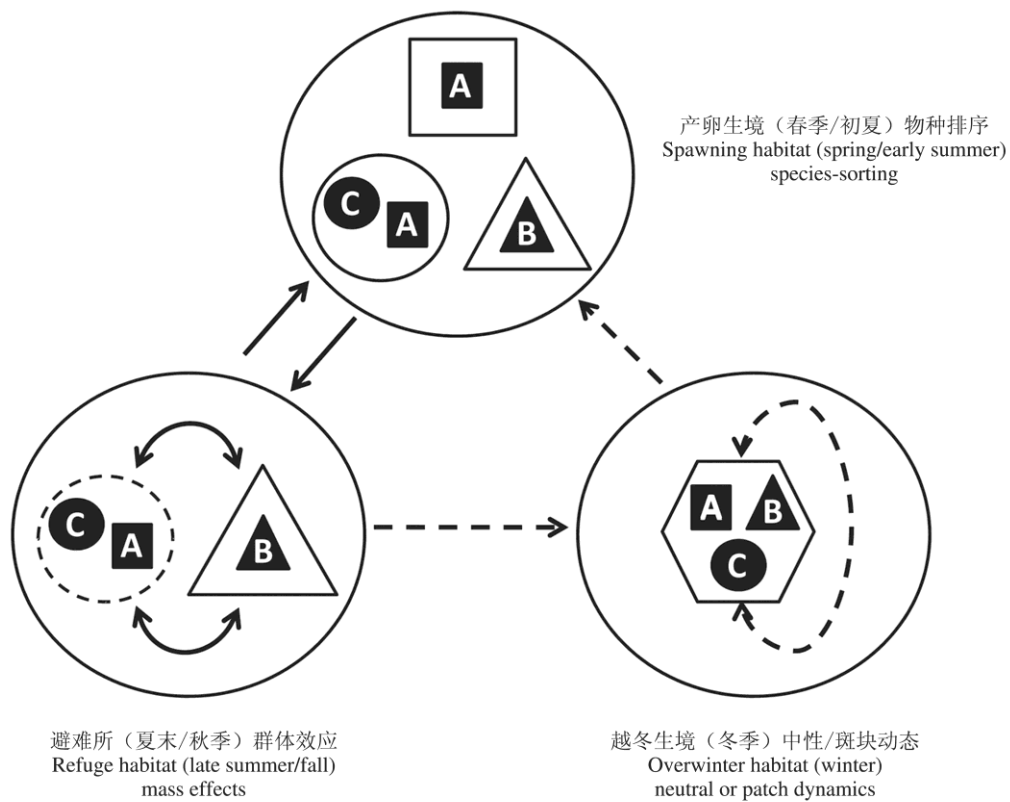 A
C
A
B
产卵生境（春季/初夏）物种排序
Spawning habitat (spring/early summer)
species-sorting
C
A
B
A
B
C
避难所（夏末/秋季）群体效应
Refuge habitat (late summer/fall)
mass effects
越冬生境（冬季）中性/斑块动态
Overwinter habitat (winter)
neutral or patch dynamics